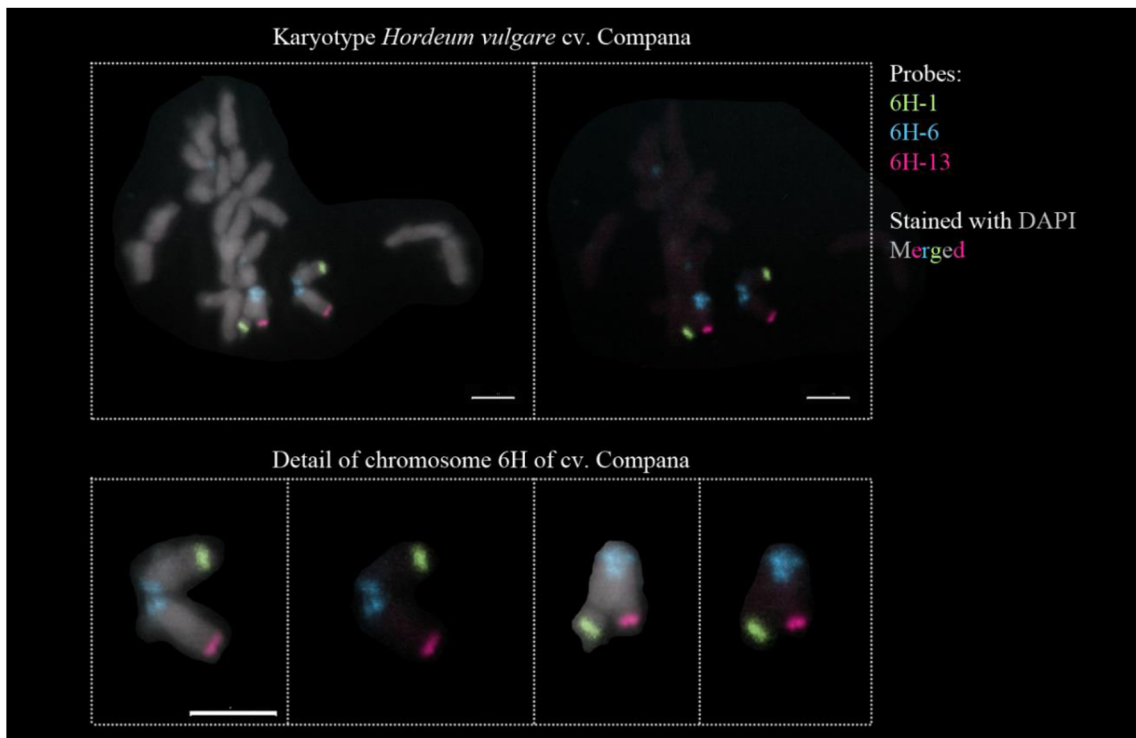 Karyotype Hordeum vulgare cv. Compana
Probes:
6H-1
6H-6
6H-13
Stained with DAPI
Merged
Detail of chromosome 6H of cv. Compana